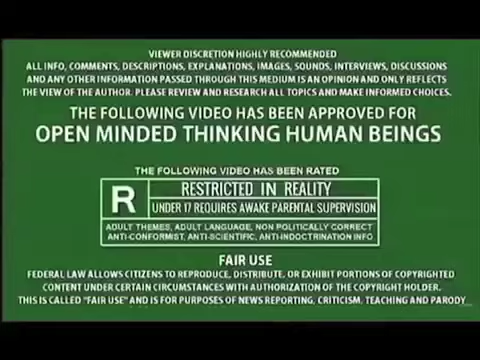 VIEWER DISCRETION HIGHLY RECOMMENDED
ALL INFO, COMMENTS, DESCRIPTIONS, EXPLANATIONS, IMAGES, SOUNDS, INTERVIEWS, DISCUSSIONS
AND ANY OTHER INFORMATION PASSED THROUGH THIS MEDIUM IS AN OPINION AND ONLY REFLECTS
THE VIEW OF THE AUTHOR. PLEASE REVIEW AND RESEARCH ALL TOPICS AND MAKE INFORMED CHOICES.
THE FOLLOWING VIDEO HAS BEEN APPROVED FOR
OPEN MINDED THINKING HUMAN BEINGS
THE FOLLOWING VIDEO HAS BEEN RATED
R
RESTRICTED IN REALITY
UNDER 17 REQUIRES AWAKE PARENTAL SUPERVISION
ADULT THEMES, ADULT LANGUAGE, NON POLITICALLY CORRECT
ANTI-CONFORMIST, ANTI-SCIENTIFIC, ANTI-INDOCTRINATION INFO
FAIR USE
FEDERAL LAW ALLOWS CITIZENS TO REPRODUCE, DISTRIBUTE, OR EXHIBIT PORTIONS OF COPYRIGHTED
CONTENT UNDER CERTAIN CIRCUMSTANCES WITH AUTHORIZATION OF THE COPYRIGHT HOLDER.
THIS IS CALLED "FAIR USE" AND IS FOR PURPOSES OF NEWS REPORTING, CRITICISM, TEACHING AND PARODY...